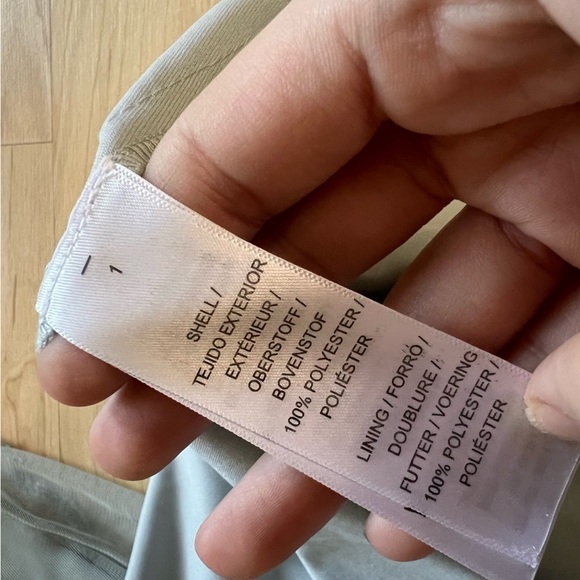 1
SHELL /
TEJIDO EXTERIOR
EXTÉRIEUR /
OBERSTOFF /
BOVENSTOF
100% POLYESTER /
POLIÉSTER
LINING / FORRO /
DOUBLURE /
FUTTER / VOERING
100% POLYESTER /
POLIÉSTER